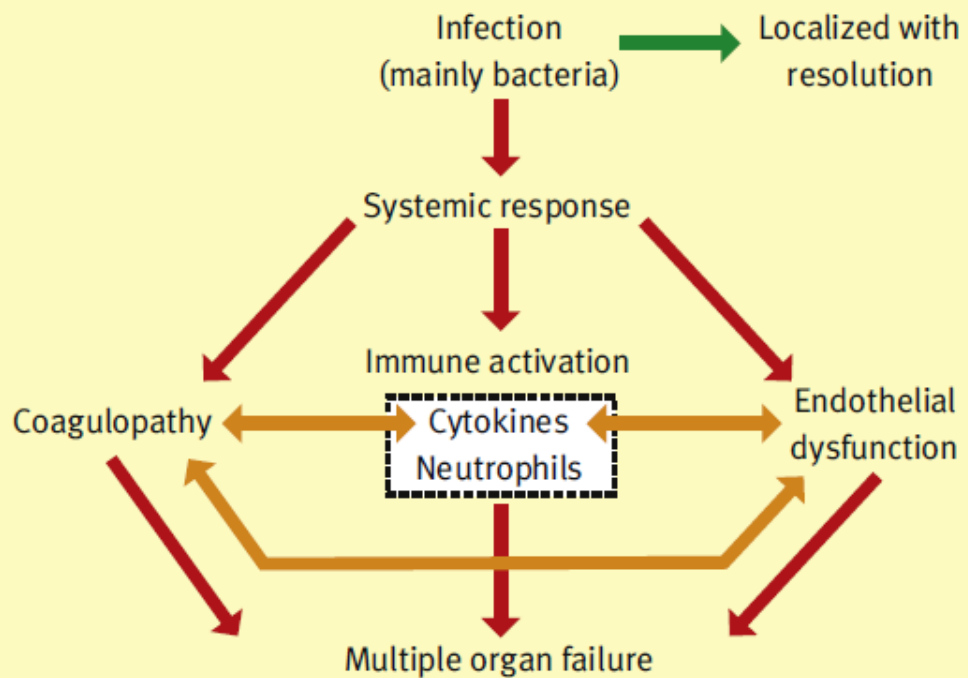 Infection
(mainly bacteria)
Localized with
resolution
Systemic response
Immune activation
Coagulopathy
Cytokines
Neutrophils
Endothelial
dysfunction
Multiple organ failure